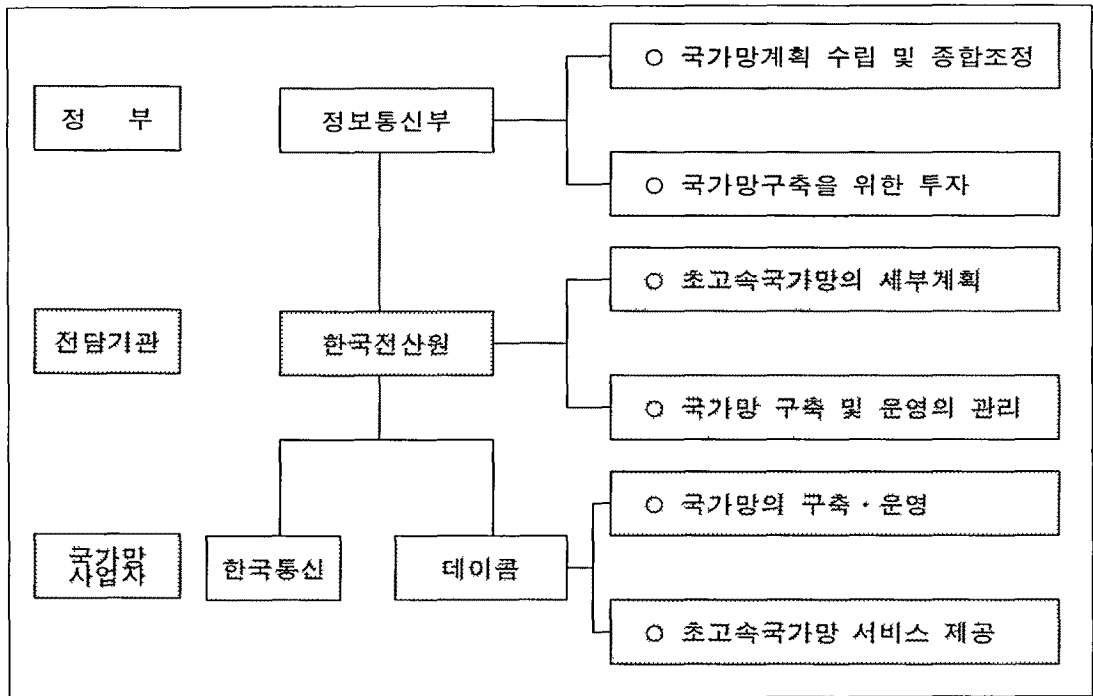 ○ 국가망계획 수립 및 종합조정
정 부
정보통신부
○ 국가망구축을 위한 투자
○ 초고속국가망의 세부계획
전담기관
한국전산원
○ 국가망 구축 및 운영의 관리
○ 국가망의 구축·운영
국가망
사업자
한국통신
데이콤
○ 초고속국가망 서비스 제공